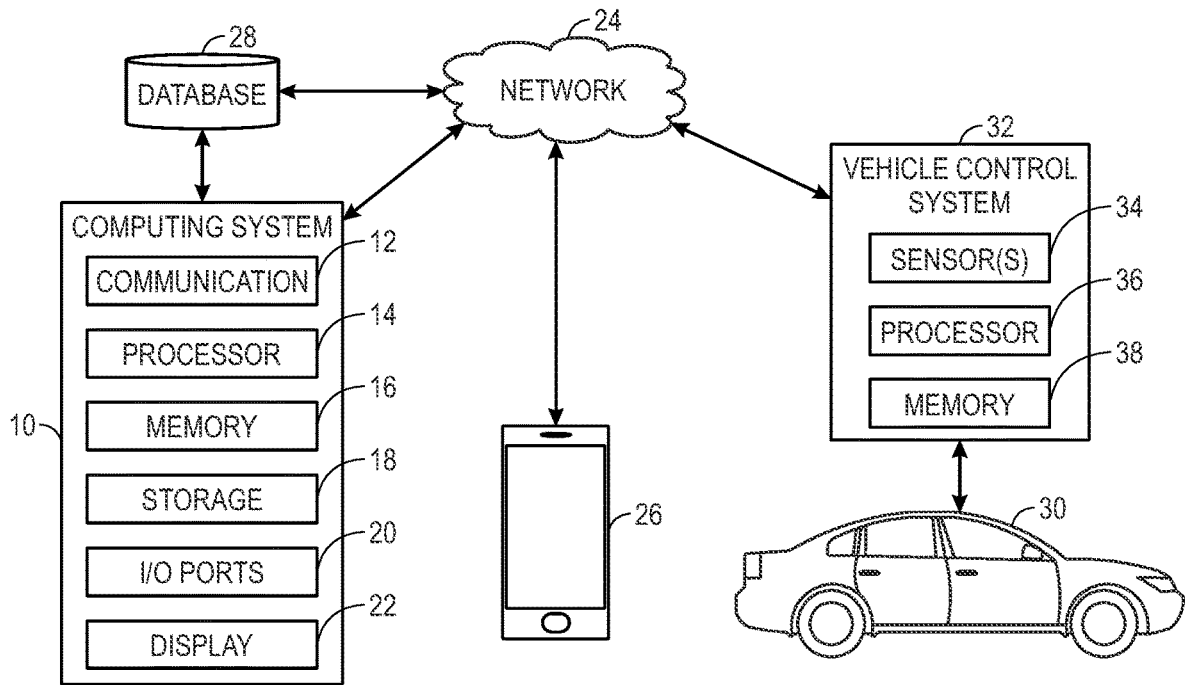 28
DATABASE
24
NETWORK
COMPUTING SYSTEM
12
COMMUNICATION
14
PROCESSOR
16
MEMORY
10
18
STORAGE
20
I/O PORTS
22
DISPLAY
26
32
VEHICLE CONTROL
SYSTEM
34
SENSOR(S)
36
PROCESSOR
38
MEMORY
30